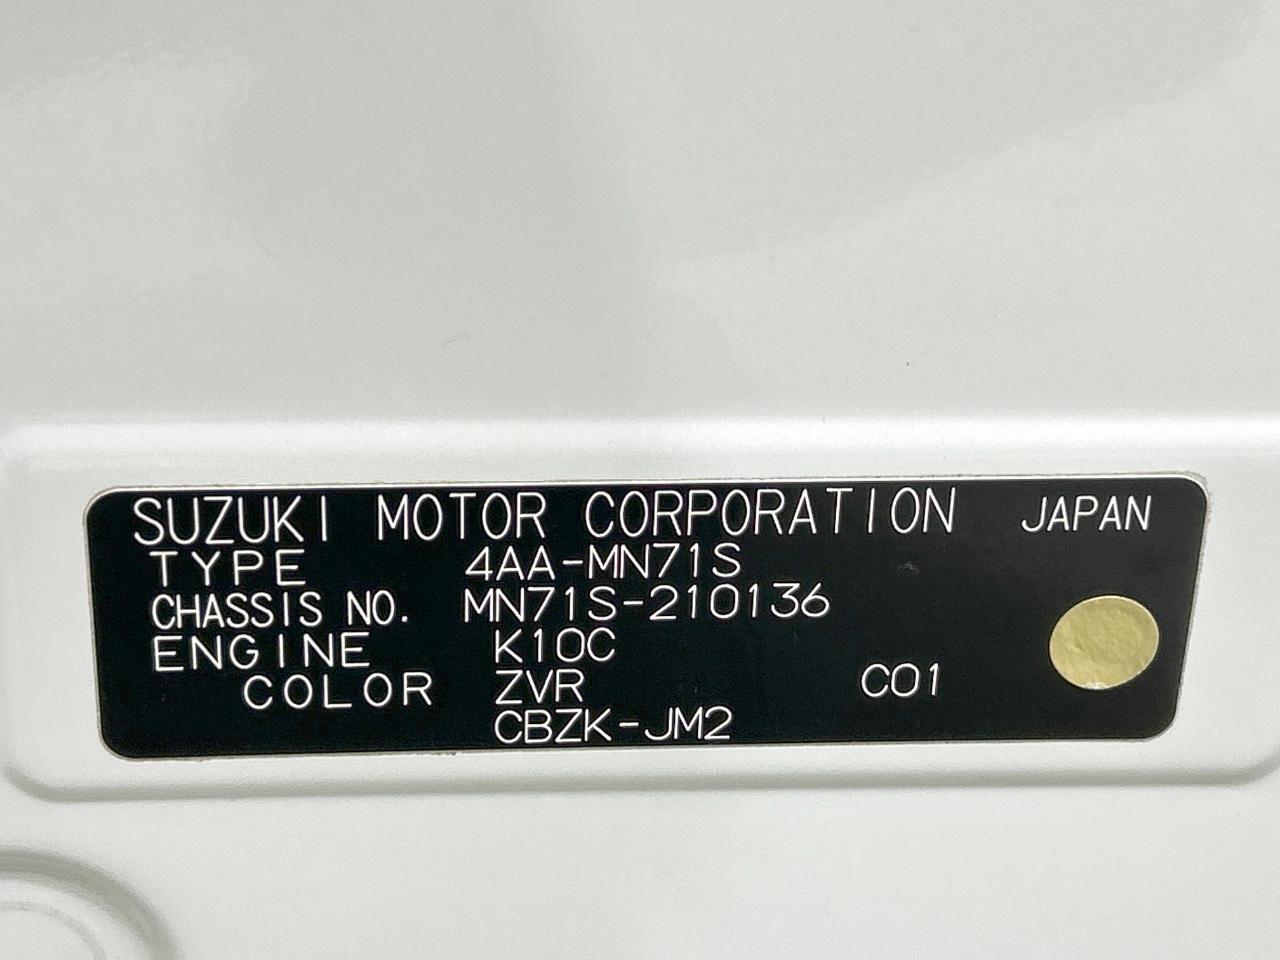 SUZUKI MOTOR CORPORATION JAPAN
TYPE 4AA-MN71S
CHASSIS NO. MN71S-210136
ENGINE K10C
COLOR ZVR C01
CBZK-JM2